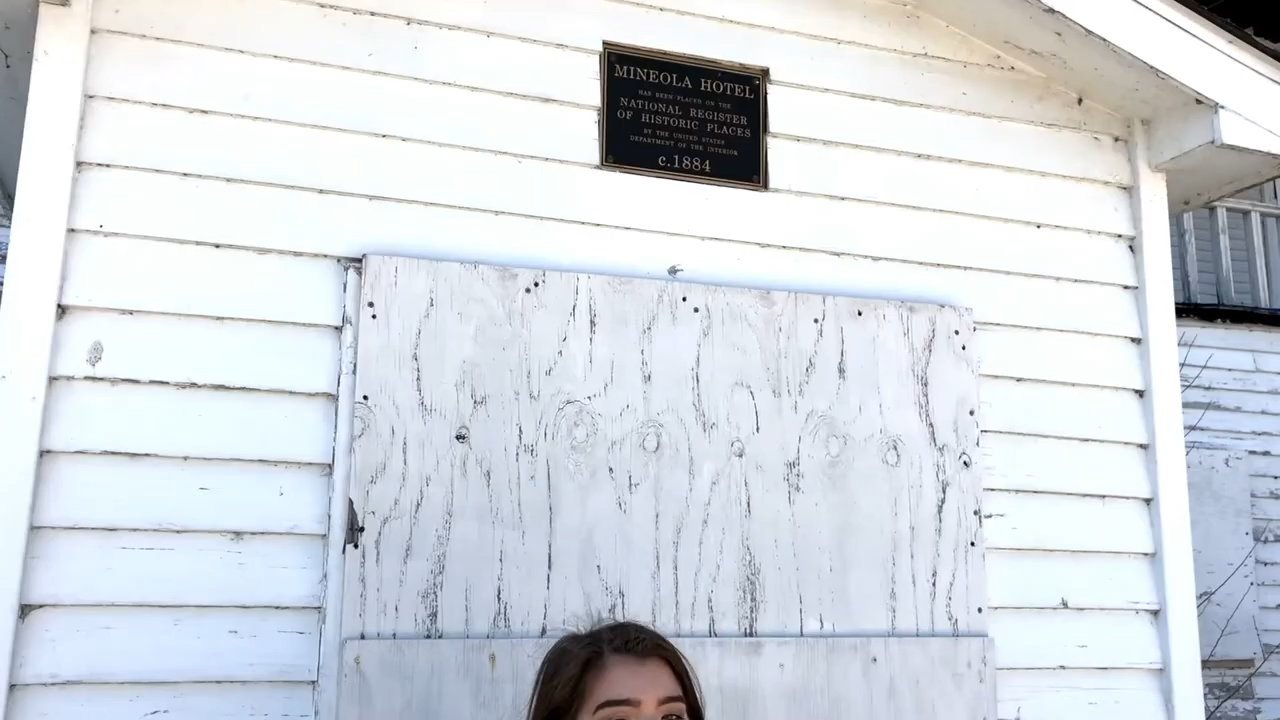 MINEOLA HOTEL
HAS BEEN PLACED ON THE
NATIONAL REGISTER
OF HISTORIC PLACES
BY THE UNITED STATES
DEPARTMENT OF THE INTERIOR
c.1884